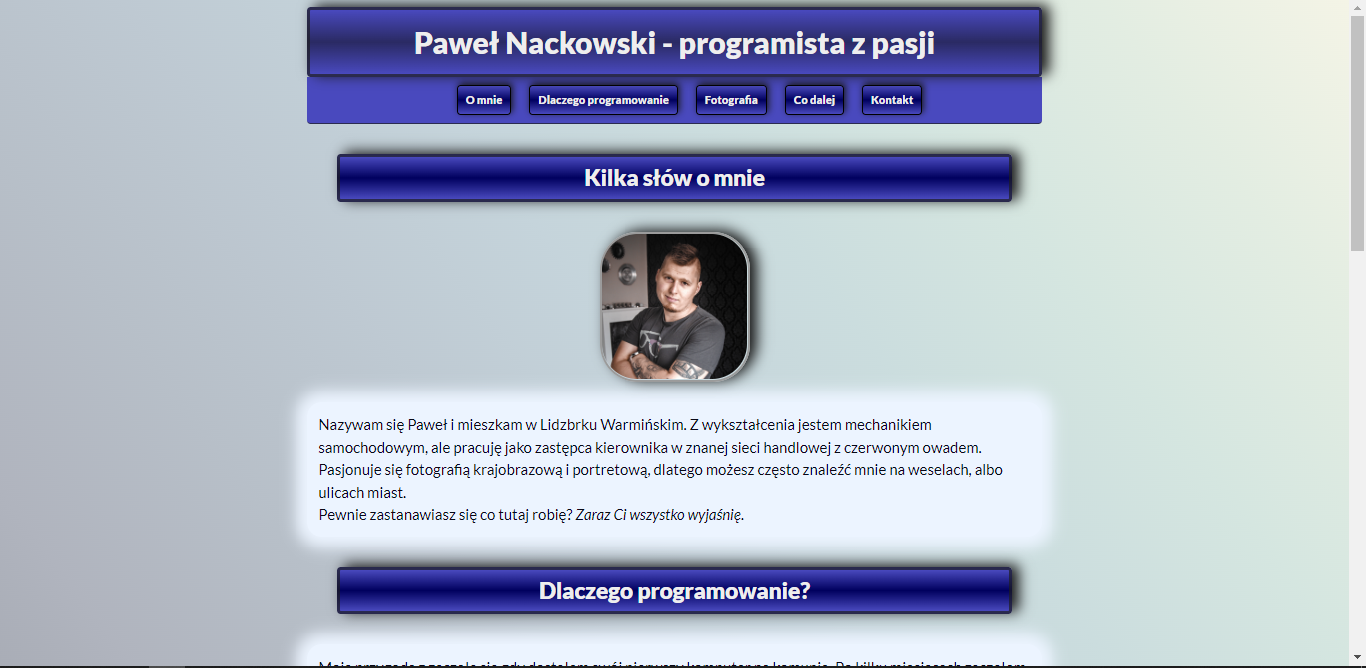 Paweł Nackowski - programista z pasji
O mnie Dlaczego programowanie Fotografia Co dalej Kontakt
Kilka słów o mnie
Nazywam się Paweł i mieszkam w Lidzbrku Warmińskim. Z wykształcenia jestem mechanikiem
samochodowym, ale pracuję jako zastępca kierownika w znanej sieci handlowej z czerwonym owadem.
Pasjonuje się fotografią krajobrazową i portretową, dlatego możesz często znaleźć mnie na weselach, albo
ulicach miast.
Pewnie zastanawiasz się co tutaj robię? Zaraz Ci wszystko wyjaśnię.
Dlaczego programowanie?